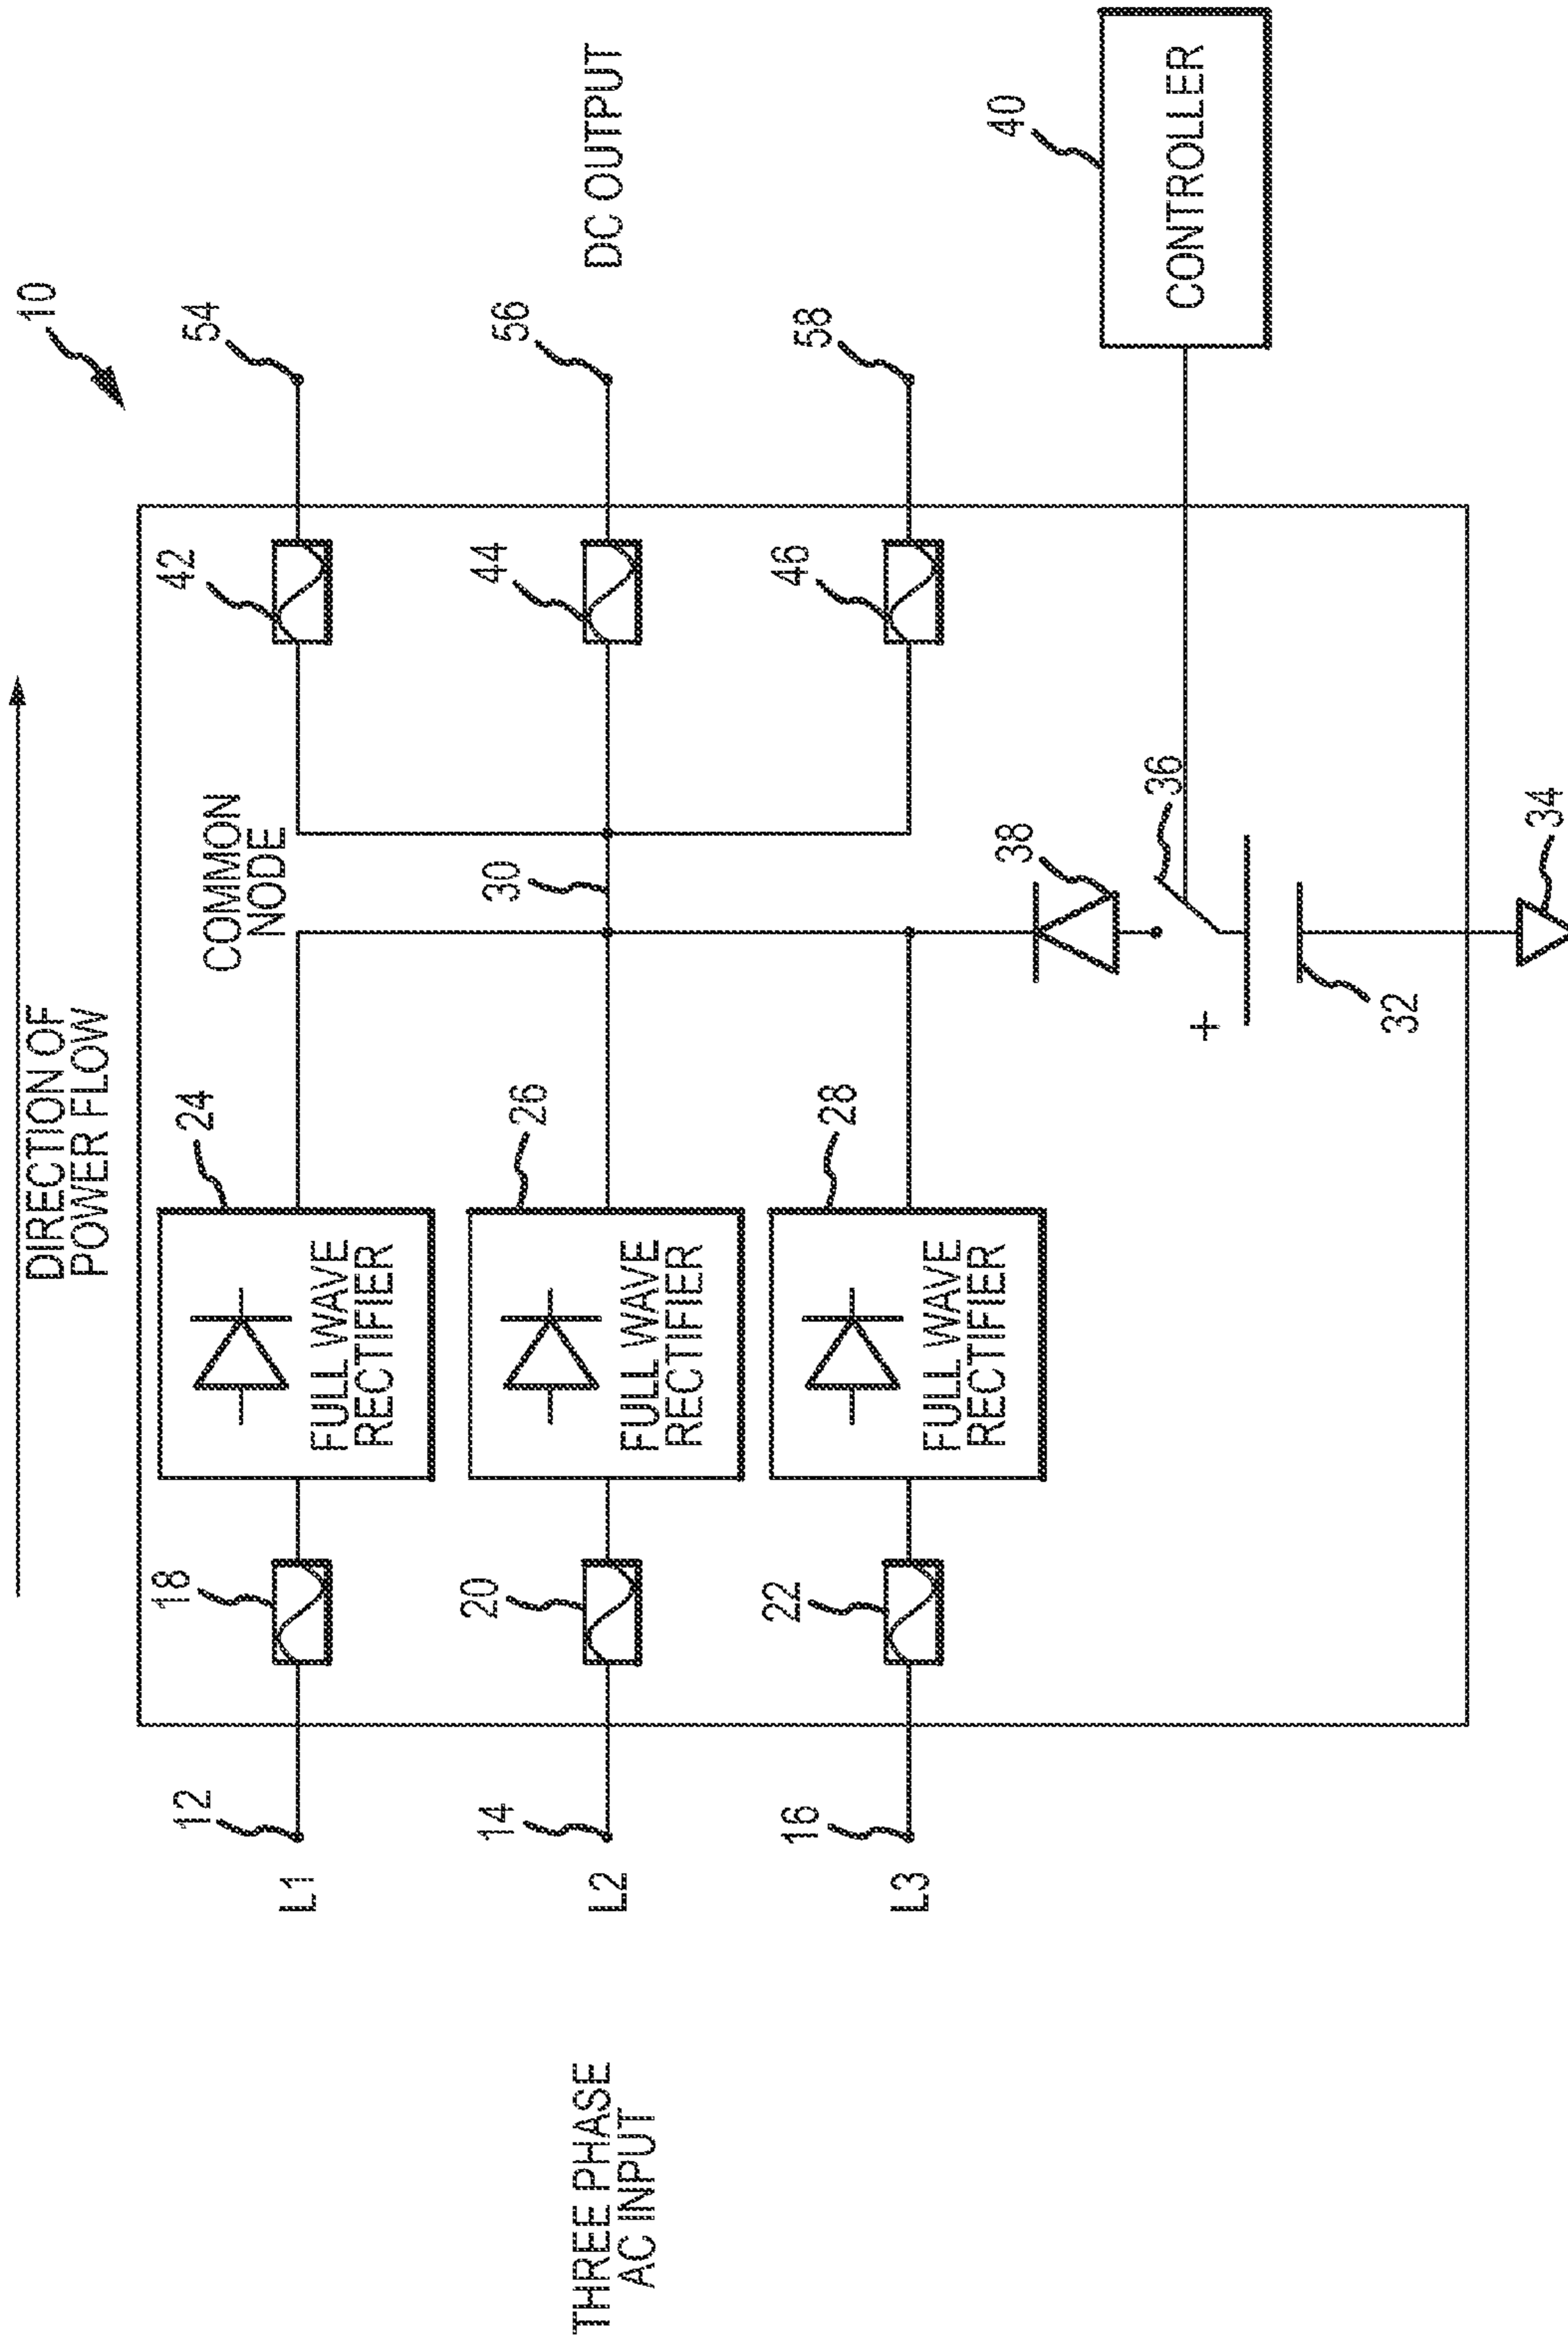 DIRECTION OF
POWER FLOW
10
COMMON
NODE
THREE PHASE
AC INPUT
DC OUTPUT
L1
12
18
24
FULL WAVE
RECTIFIER
42
54
L2
14
20
26
FULL WAVE
RECTIFIER
30
44
56
L3
16
22
28
FULL WAVE
RECTIFIER
46
58
38
36
+
32
34
40
CONTROLLER